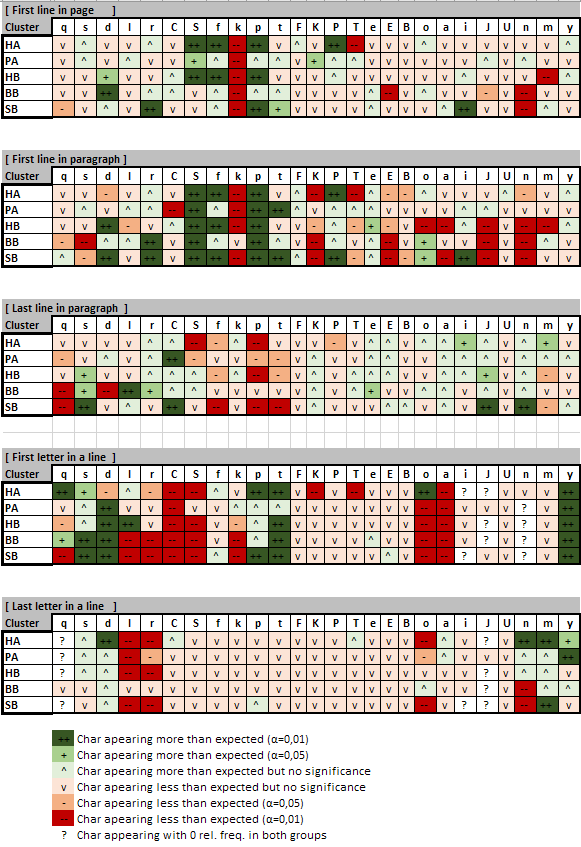 [ First line in page ]
Cluster q s d l r C S f k p t F K P T e E B o a i J U n m y
HA v ^ v v ^ v ++ ++ -- ++ v ^ v ++ -- v v v ^ v v v v v v ^
PA v ^ v ^ v v + ^ -- ^ ^ v + ^ ^ v v v v v v ^ v ^ v v
HB v v + ^ v ^ ++ ++ -- ++ v v v ^ v v v v v v ^ v v v -- ^
BB v v ++ v ^ ^ v ^ -- ^ v v v v v ^ -- v ^ v v - v -- v v
SB - v ^ v ++ v v ^ -- ++ + v v v v ^ v v v ^ ++ v v -- ^ v
[ First line in paragraph ]
Cluster q s d l r C S f k p t F K P T e E B o a i J U n m y
HA v v - v ^ v ++ ++ -- ++ v ^ -- ++ -- ^ - - ^ v v v ^ - v ^
PA v ^ v ^ ^ -- ++ ^ -- ++ ++ ^ v ^ ^ ^ v v v v ^ ^ v v v v
HB v v ++ - v ^ ++ ++ -- ++ v v - v - + - v -- -- ^ -- v -- -- ^
BB - -- ^ ^ ++ v ++ ^ v ++ ^ v -- ^ v ^ -- v + v v -- v -- ^ v
SB ^ - ++ v ++ v ++ ++ -- ++ ++ v -- ++ - ^ -- - + -- ++ -- v -- v v
[ Last line in paragraph ]
Cluster q s d l r C S f k p t F K P T e E B o a i J U n m y
HA v v v v ^ ^ -- - ^ -- v v v - v ^ ^ v ^ ^ + ^ v ^ + v
PA - v v ^ v ++ - v v - - v ^ v v ^ ^ v ^ ^ ^ ^ v ^ ^ ^
HB v + v v ^ ^ ^ - ^ -- - v ^ v v ^ ^ v ^ ^ ^ + v ^ - v
BB -- + -- ++ + ^ ^ ^ v v v v v v ^ + ^ v ^ ^ v ^ v ^ ^ v
SB -- ++ v ^ v ++ v -- v -- -- v ^ v v v ^ ^ v ^ v ++ v ++ - ^
[ First letter in a line ]
Cluster q s d l r C S f k p t F K P T e E B o a i J U n m y
HA ++ + - ^ - -- -- ^ v ++ ++ v -- v -- v v v ++ -- ? ? v v v ++
PA v ^ ++ v v -- v v ^ ^ ^ v v v v v v v -- -- v ? v ? v ++
HB - ^ ++ ++ v -- -- v - ^ ++ v v v v v v v -- -- v ? v ? v ++
BB + ++ ++ -- -- -- -- v -- ^ ++ v v v v ^ v v -- -- v ? v ? v ++
SB -- ++ ++ -- -- -- -- ^ -- ++ ++ v v v v v ^ v -- -- ? v v ? v ++
[ Last letter in a line ]
Cluster q s d l r C S f k p t F K P T e E B o a i J U n m y
HA ? ^ ++ -- -- ^ v v v v v v v v ^ v v v -- ^ v ? v ++ ++ +
PA ? ^ ^ -- - v v v v v v v v v v v v v - ^ v v v ^ ^ ++
HB ? ^ ^ -- -- v v v v v v v v v v v v v v v v ? v ^ ^ v
BB v v v ^ v v v v v v v v v v v v v v ^ v v ? v -- ^ ^
SB ? v ^ -- -- v v v v ^ v v v v v v v v -- v ? ? v -- ++ v
++ Char apearing more than expected (α=0,01)
+ Char apearing more than expected (α=0,05)
^ Char apearing more than expected but no significance
v Char apearing less than expected but no significance
- Char apearing less than expected (α=0,05)
-- Char apearing less than expected (α=0,01)
? Char appearing with 0 rel. freq. in both groups